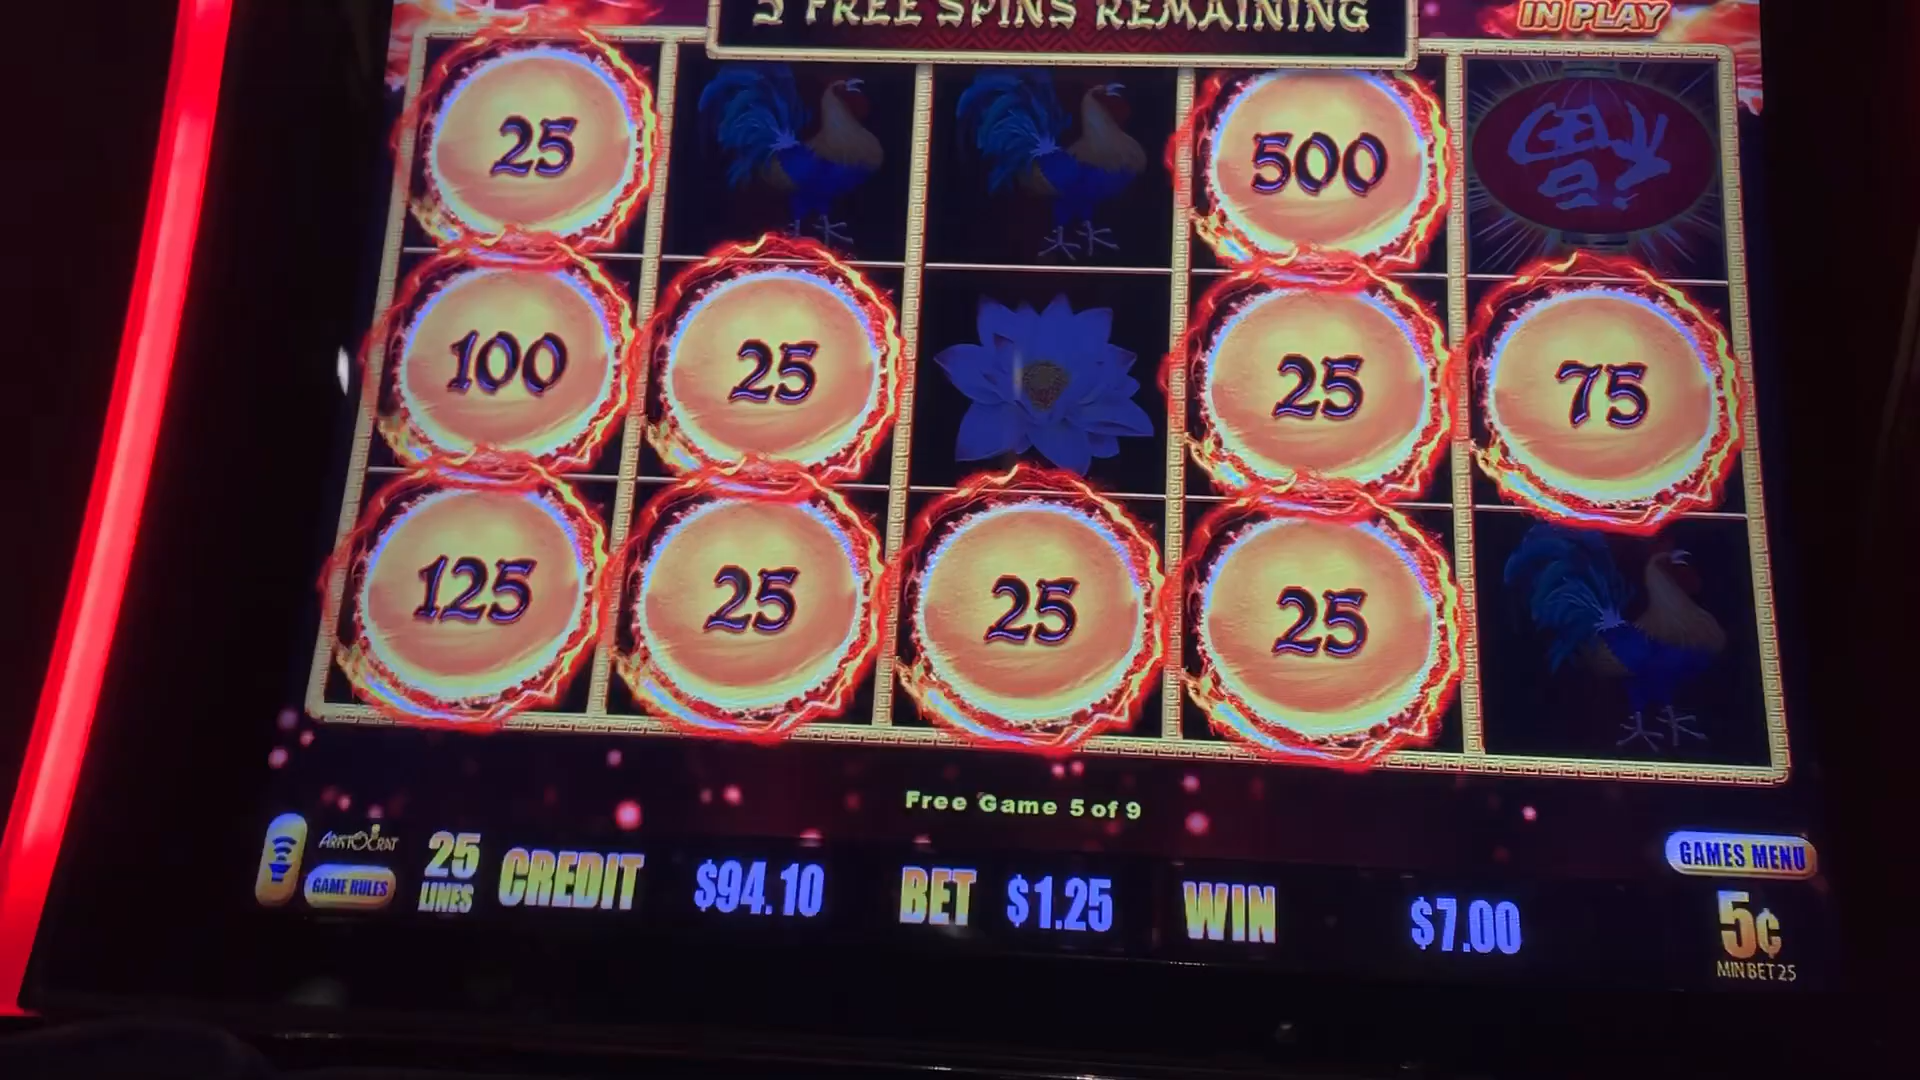 FREE SPINS REMAINING
IN PLAY
25 500
100 25 25 75
125 25 25 25
Free Game 5 of 9
ARISTOCRAT
GAME RULES
25 LINES CREDIT $94.10 BET $1.25 WIN $7.00
GAMES MENU
5¢
MIN BET 25